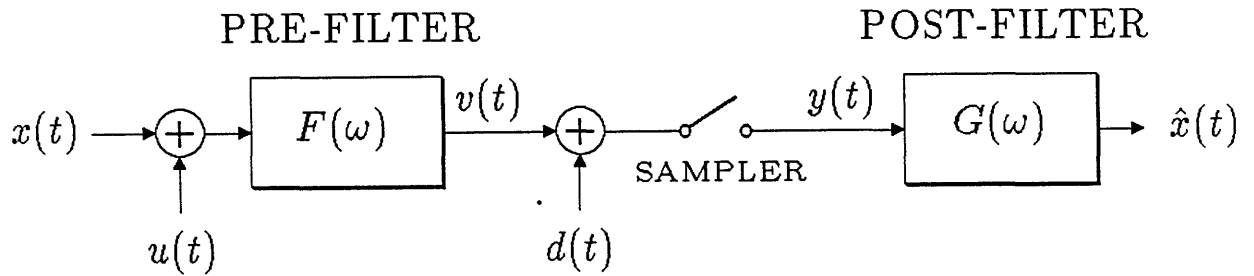 PRE-FILTER
POST-FILTER
x(t)
+
F(ω)
v(t)
+
y(t)
G(ω)
x̂(t)
SAMPLER
u(t)
d(t)